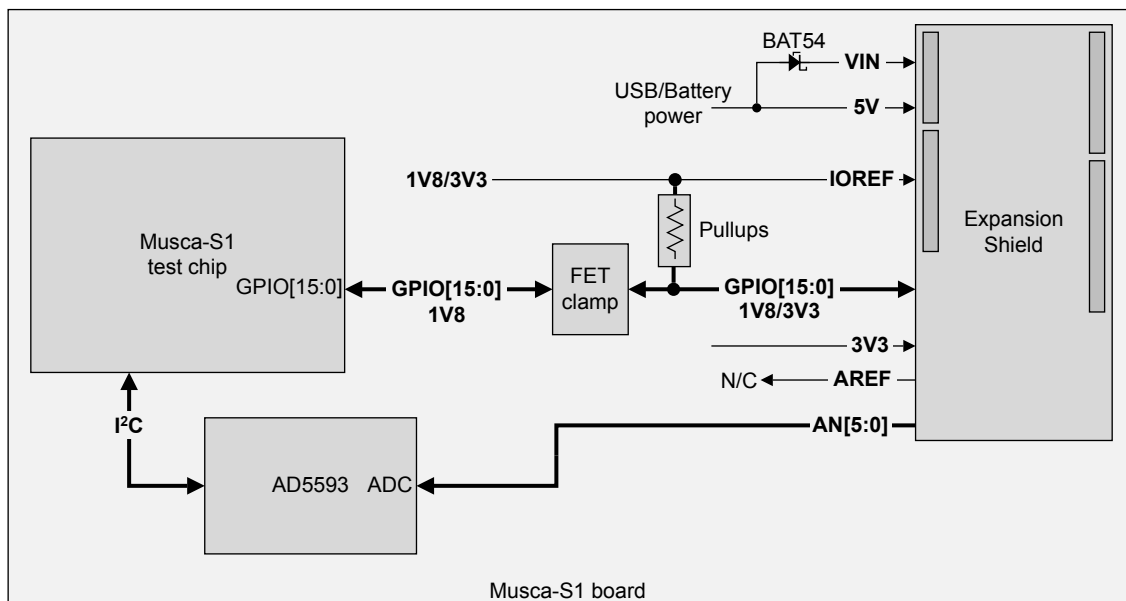 BAT54
VIN
USB/Battery
power
5V
1V8/3V3
IOREF
Pullups
Expansion
Shield
Musca-S1
test chip
GPIO[15:0]
GPIO[15:0]
1V8
FET
clamp
GPIO[15:0]
1V8/3V3
3V3
N/C
AREF
I²C
AN[5:0]
AD5593
ADC
Musca-S1 board